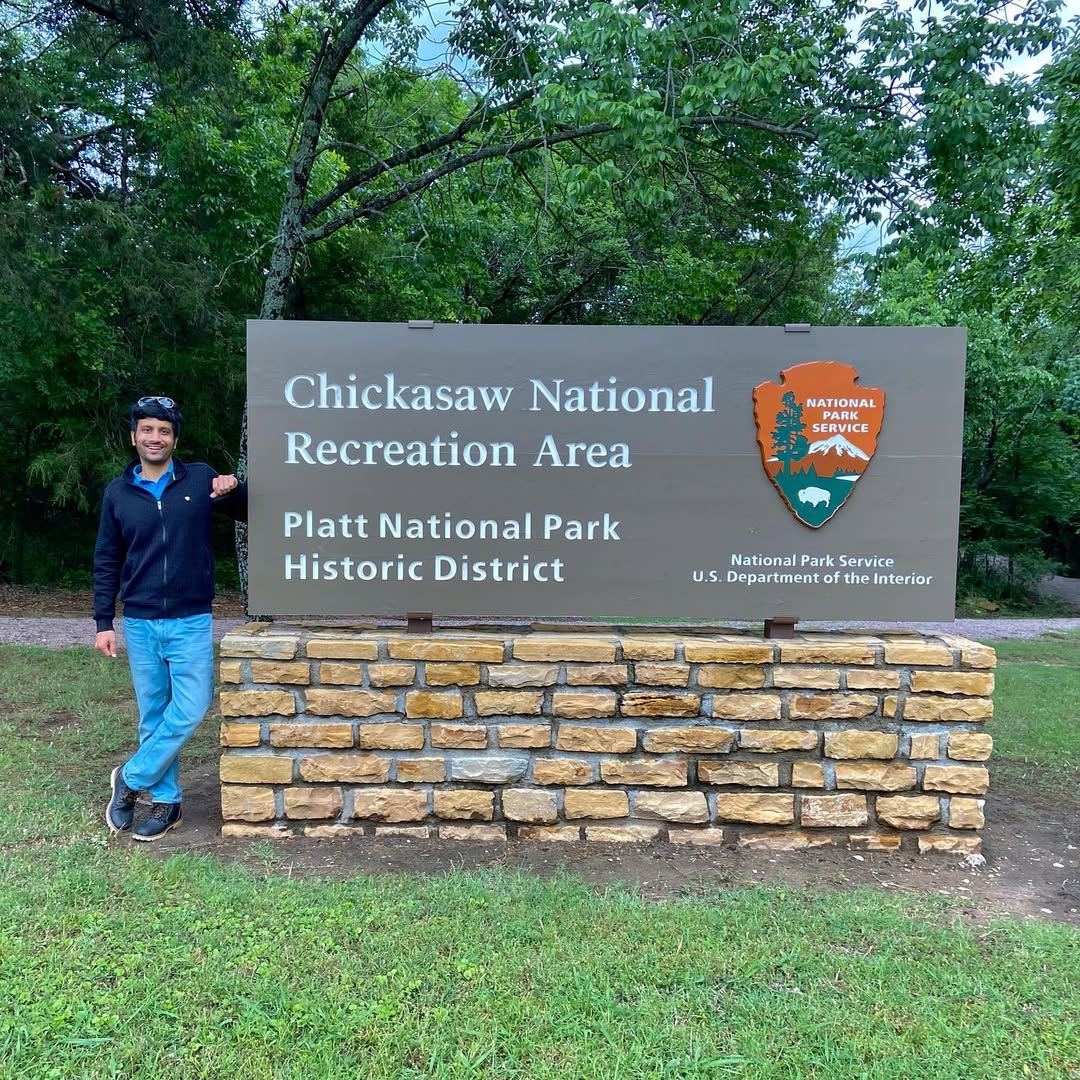 Chickasaw National
Recreation Area
Platt National Park
Historic District
NATIONAL
PARK
SERVICE
National Park Service
U.S. Department of the Interior